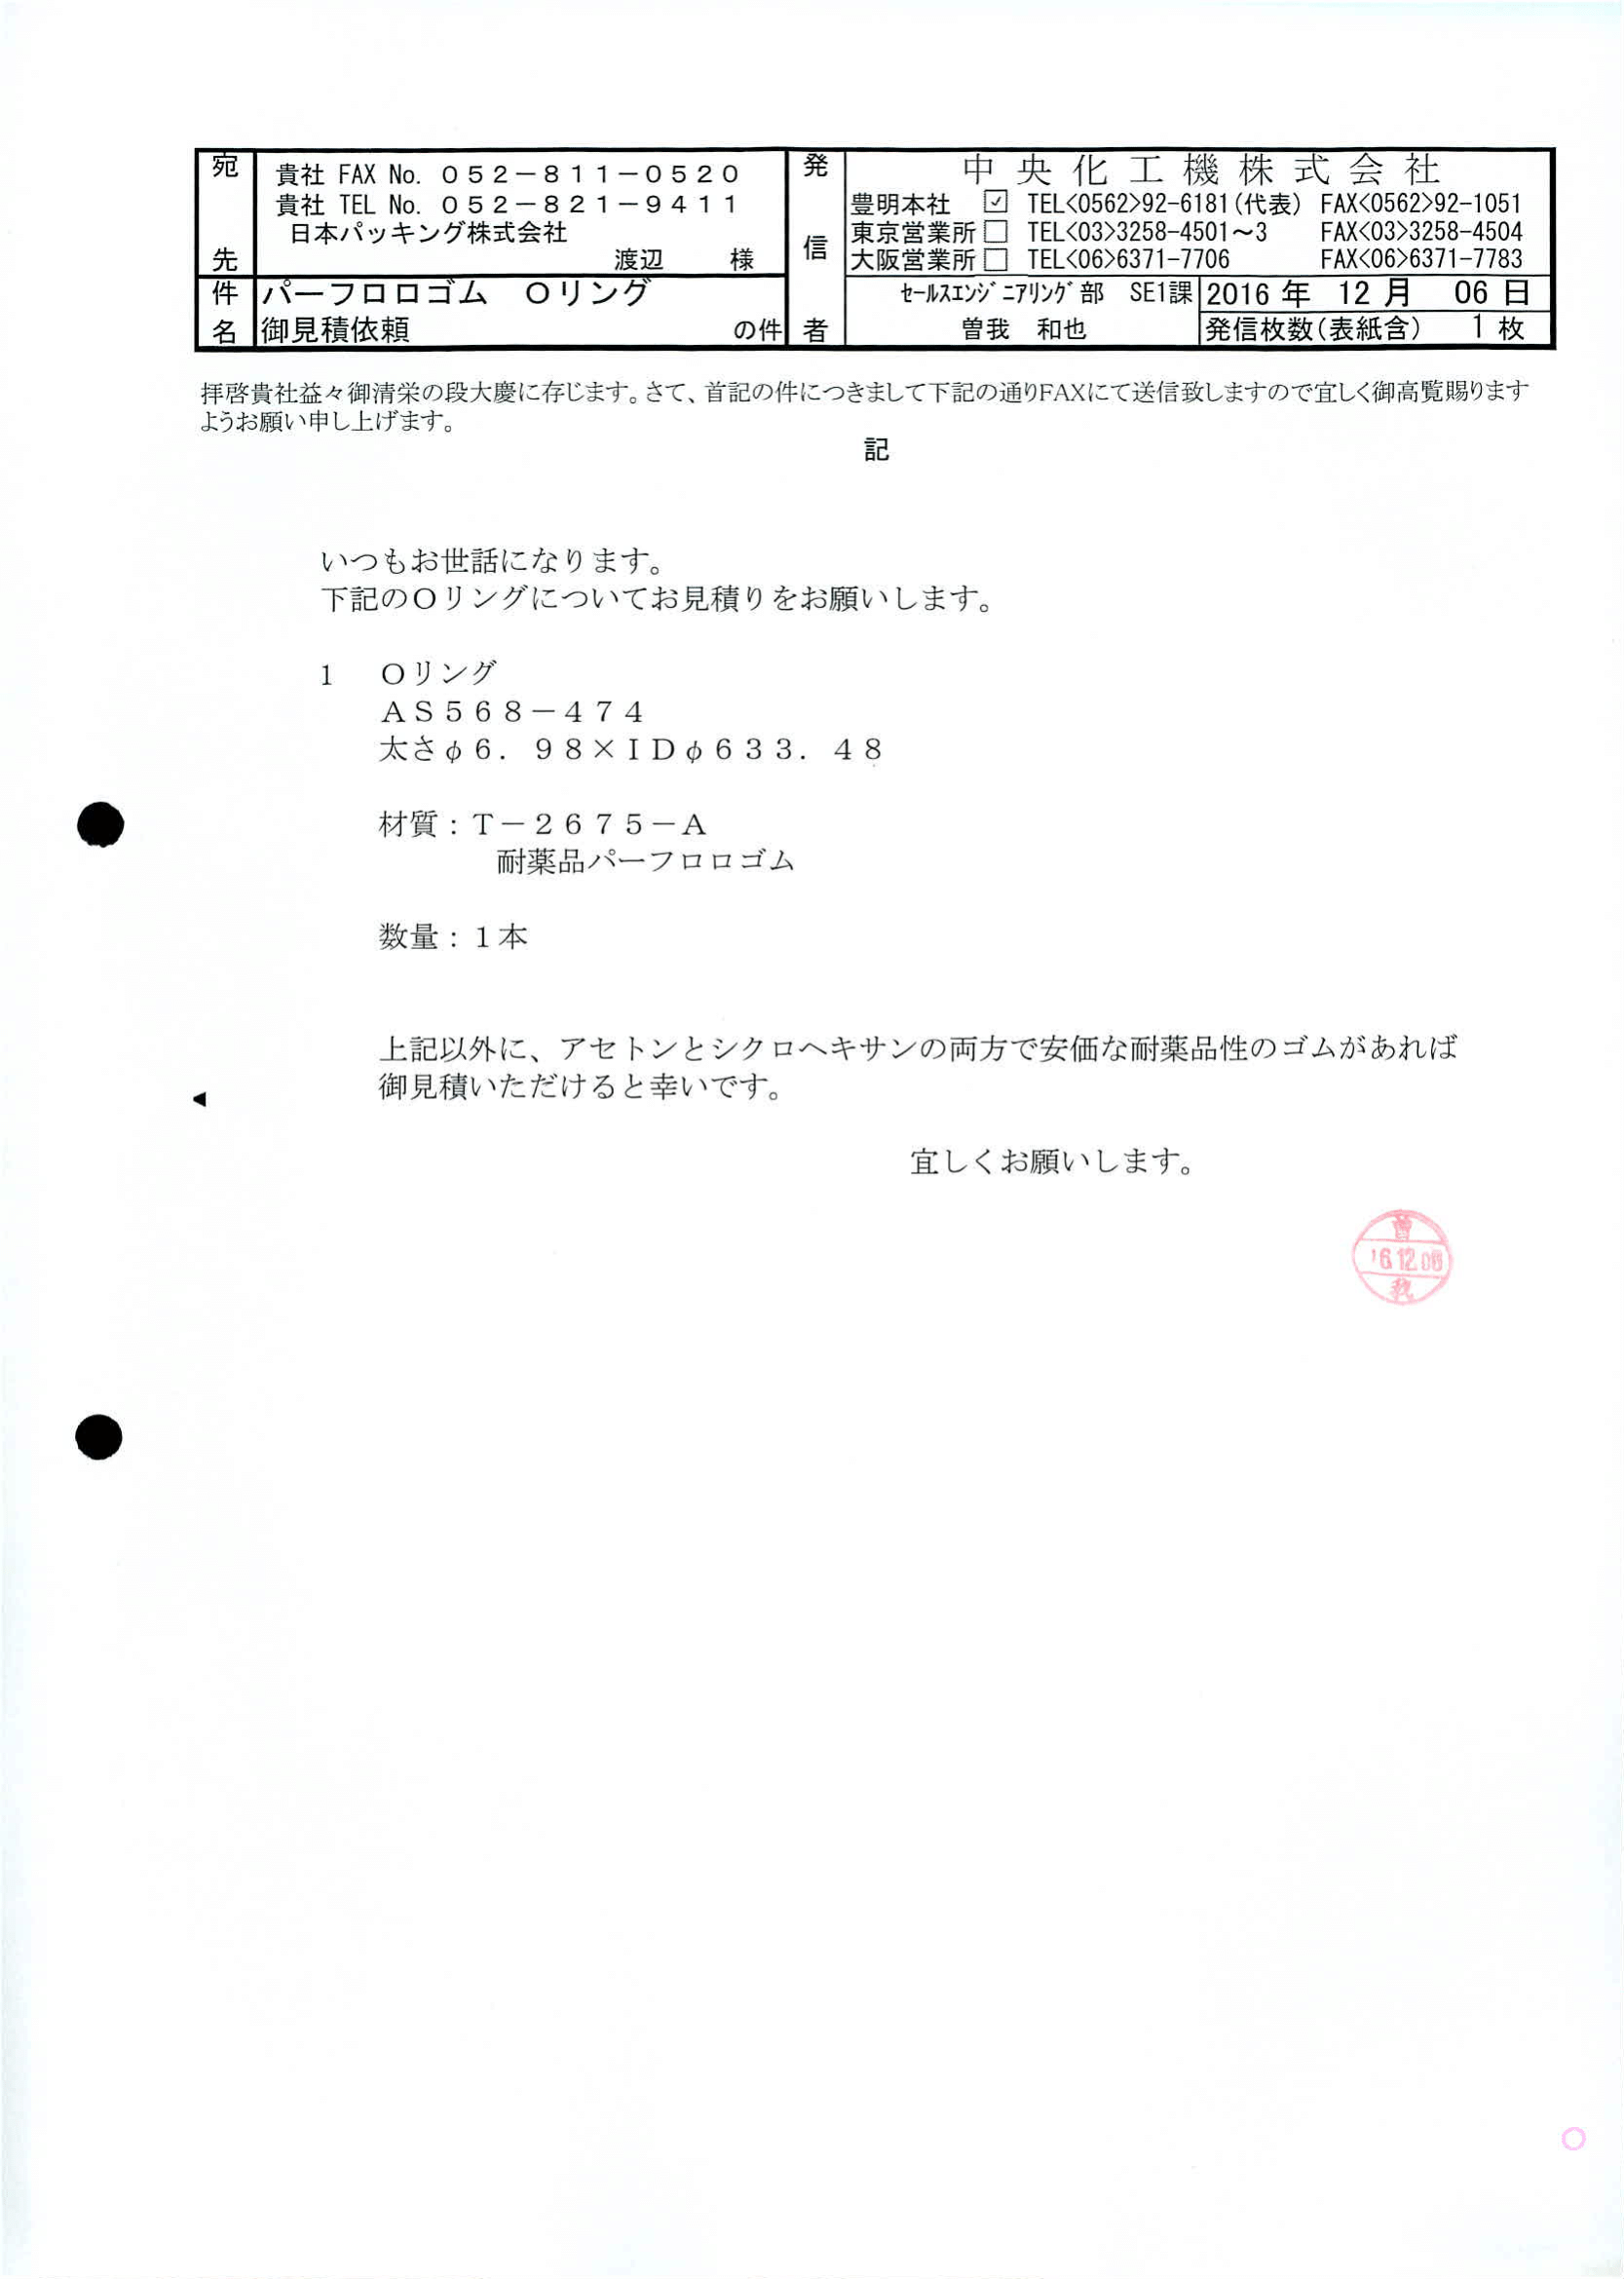 宛先
貴社 FAX No. ０５２－８１１－０５２０
貴社 TEL No. ０５２－８２１－９４１１
日本パッキング株式会社
渡辺 様
件名
パーフロロゴム Ｏリング
御見積依頼 の件
発信者
中央化工機株式会社
豊明本社 ☑ TEL<0562>92-6181(代表) FAX<0562>92-1051
東京営業所 □ TEL<03>3258-4501～3 FAX<03>3258-4504
大阪営業所 □ TEL<06>6371-7706 FAX<06>6371-7783
ｾｰﾙｽｴﾝｼﾞﾆｱﾘﾝｸﾞ部 SE1課
曽我 和也
2016 年 12 月 06 日
発信枚数(表紙含) 1 枚
拝啓貴社益々御清栄の段大慶に存じます。さて、首記の件につきまして下記の通りFAXにて送信致しますので宜しく御高覧賜ります
ようお願い申し上げます。
記
いつもお世話になります。
下記のＯリングについてお見積りをお願いします。
1 Ｏリング
ＡＳ５６８－４７４
太さφ６．９８×ＩＤφ６３３．４８
材質：Ｔ－２６７５－Ａ
耐薬品パーフロロゴム
数量：１本
上記以外に、アセトンとシクロヘキサンの両方で安価な耐薬品性のゴムがあれば
御見積いただけると幸いです。
宜しくお願いします。
曽
16.12.06
我